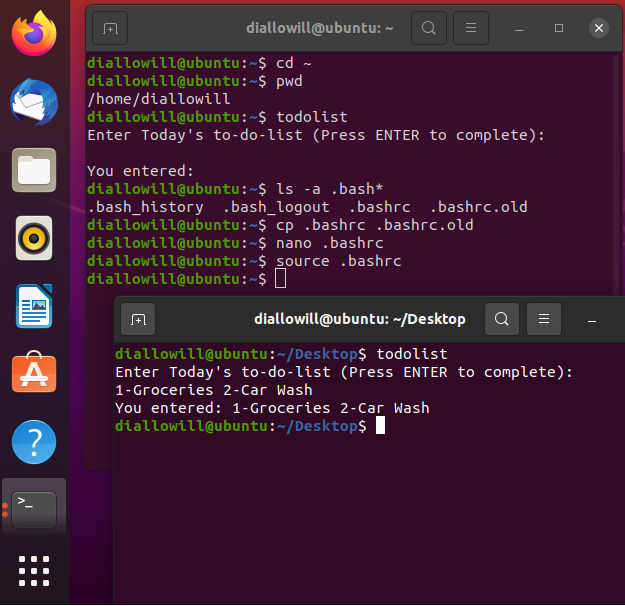 diallowill@ubuntu: ~
diallowill@ubuntu:~$ cd ~
diallowill@ubuntu:~$ pwd
/home/diallowill
diallowill@ubuntu:~$ todolist
Enter Today's to-do-list (Press ENTER to complete):
You entered:
diallowill@ubuntu:~$ ls -a .bash*
.bash_history  .bash_logout  .bashrc  .bashrc.old
diallowill@ubuntu:~$ cp .bashrc .bashrc.old
diallowill@ubuntu:~$ nano .bashrc
diallowill@ubuntu:~$ source .bashrc
diallowill@ubuntu:~$
diallowill@ubuntu: ~/Desktop
diallowill@ubuntu:~/Desktop$ todolist
Enter Today's to-do-list (Press ENTER to complete):
1-Groceries 2-Car Wash
You entered: 1-Groceries 2-Car Wash
diallowill@ubuntu:~/Desktop$